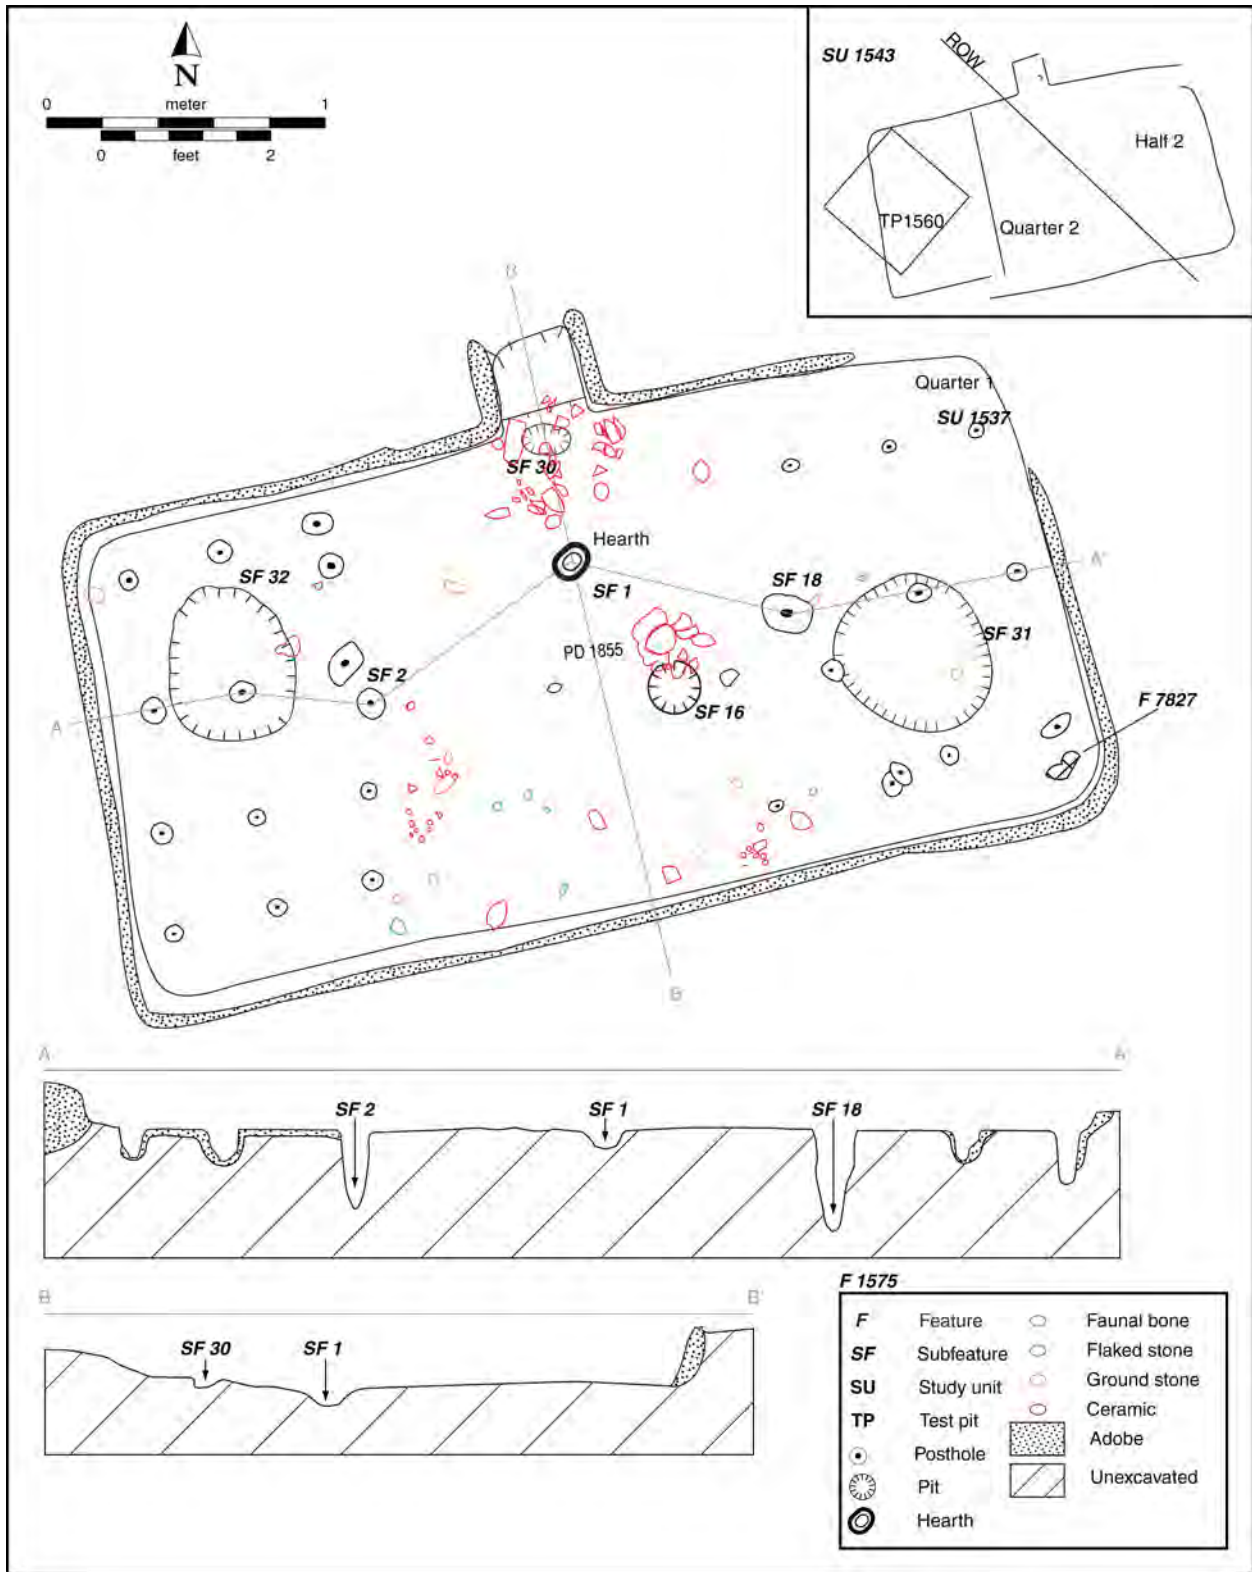 N
0 meter 1
0 feet 2
SU 1543
ROW
Half 2
TP1560
Quarter 2
B
Quarter 1
SU 1537
SF 30
Hearth
SF 1
SF 32
SF 18
A'
SF 31
PD 1855
SF 2
SF 16
F 7827
A
B
A A
SF 2 SF 1 SF 18
B B'
SF 30 SF 1
F 1575
F Feature
SF Subfeature
SU Study unit
TP Test pit
Posthole
Pit
Hearth
Faunal bone
Flaked stone
Ground stone
Ceramic
Adobe
Unexcavated